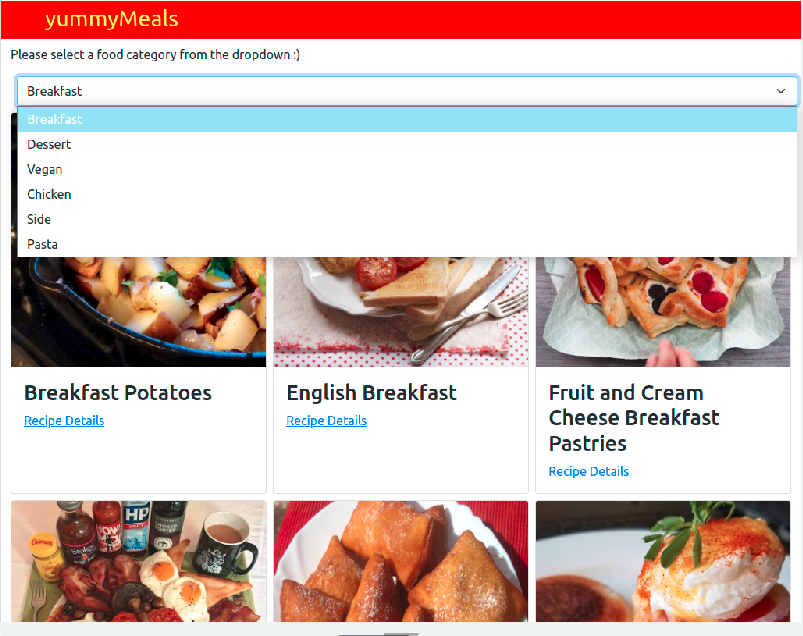 yummyMeals
Please select a food category from the dropdown :)
Breakfast
Breakfast
Dessert
Vegan
Chicken
Side
Pasta
Breakfast Potatoes
English Breakfast
Fruit and Cream
Cheese Breakfast
Pastries
Recipe Details
Recipe Details
Recipe Details
HP